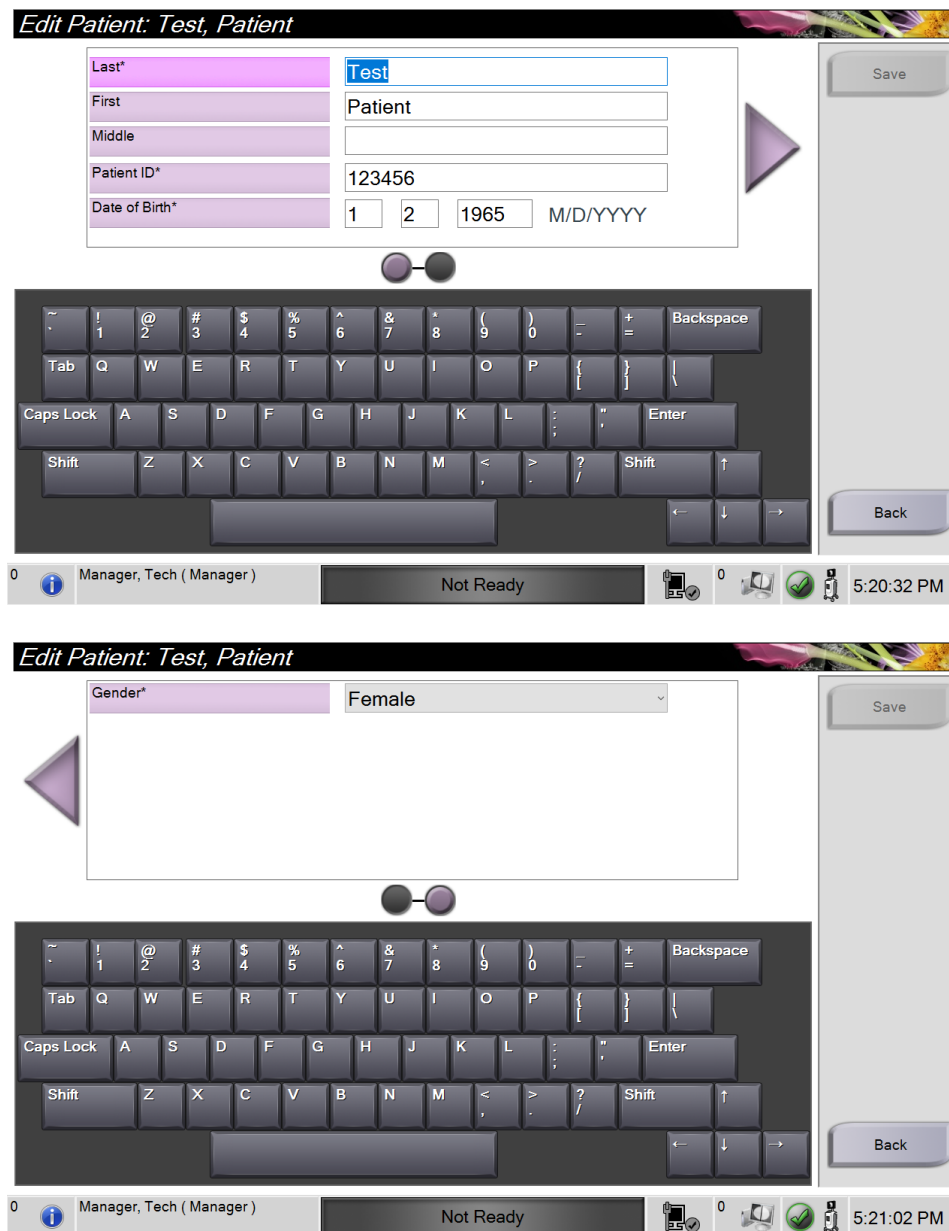 Edit Patient: Test, Patient
Last* Test
Save
First Patient
Middle
Patient ID* 123456
Date of Birth* 1 2 1965 M/D/YYYY
~ ` ! 1 @ 2 # 3 $ 4 % 5 ^ 6 & 7 * 8 ( 9 ) 0 _ - + = Backspace
Tab Q W E R T Y U I O P { [ } ] | \
Caps Lock A S D F G H J K L : ; " ' Enter
Shift Z X C V B N M < , > . ? / Shift ↑
← ↓ →
Back
0 Manager, Tech ( Manager ) Not Ready 0 5:20:32 PM
Edit Patient: Test, Patient
Gender* Female
Save
~ ` ! 1 @ 2 # 3 $ 4 % 5 ^ 6 & 7 * 8 ( 9 ) 0 _ - + = Backspace
Tab Q W E R T Y U I O P { [ } ] | \
Caps Lock A S D F G H J K L : ; " ' Enter
Shift Z X C V B N M < , > . ? / Shift ↑
← ↓ →
Back
0 Manager, Tech ( Manager ) Not Ready 0 5:21:02 PM